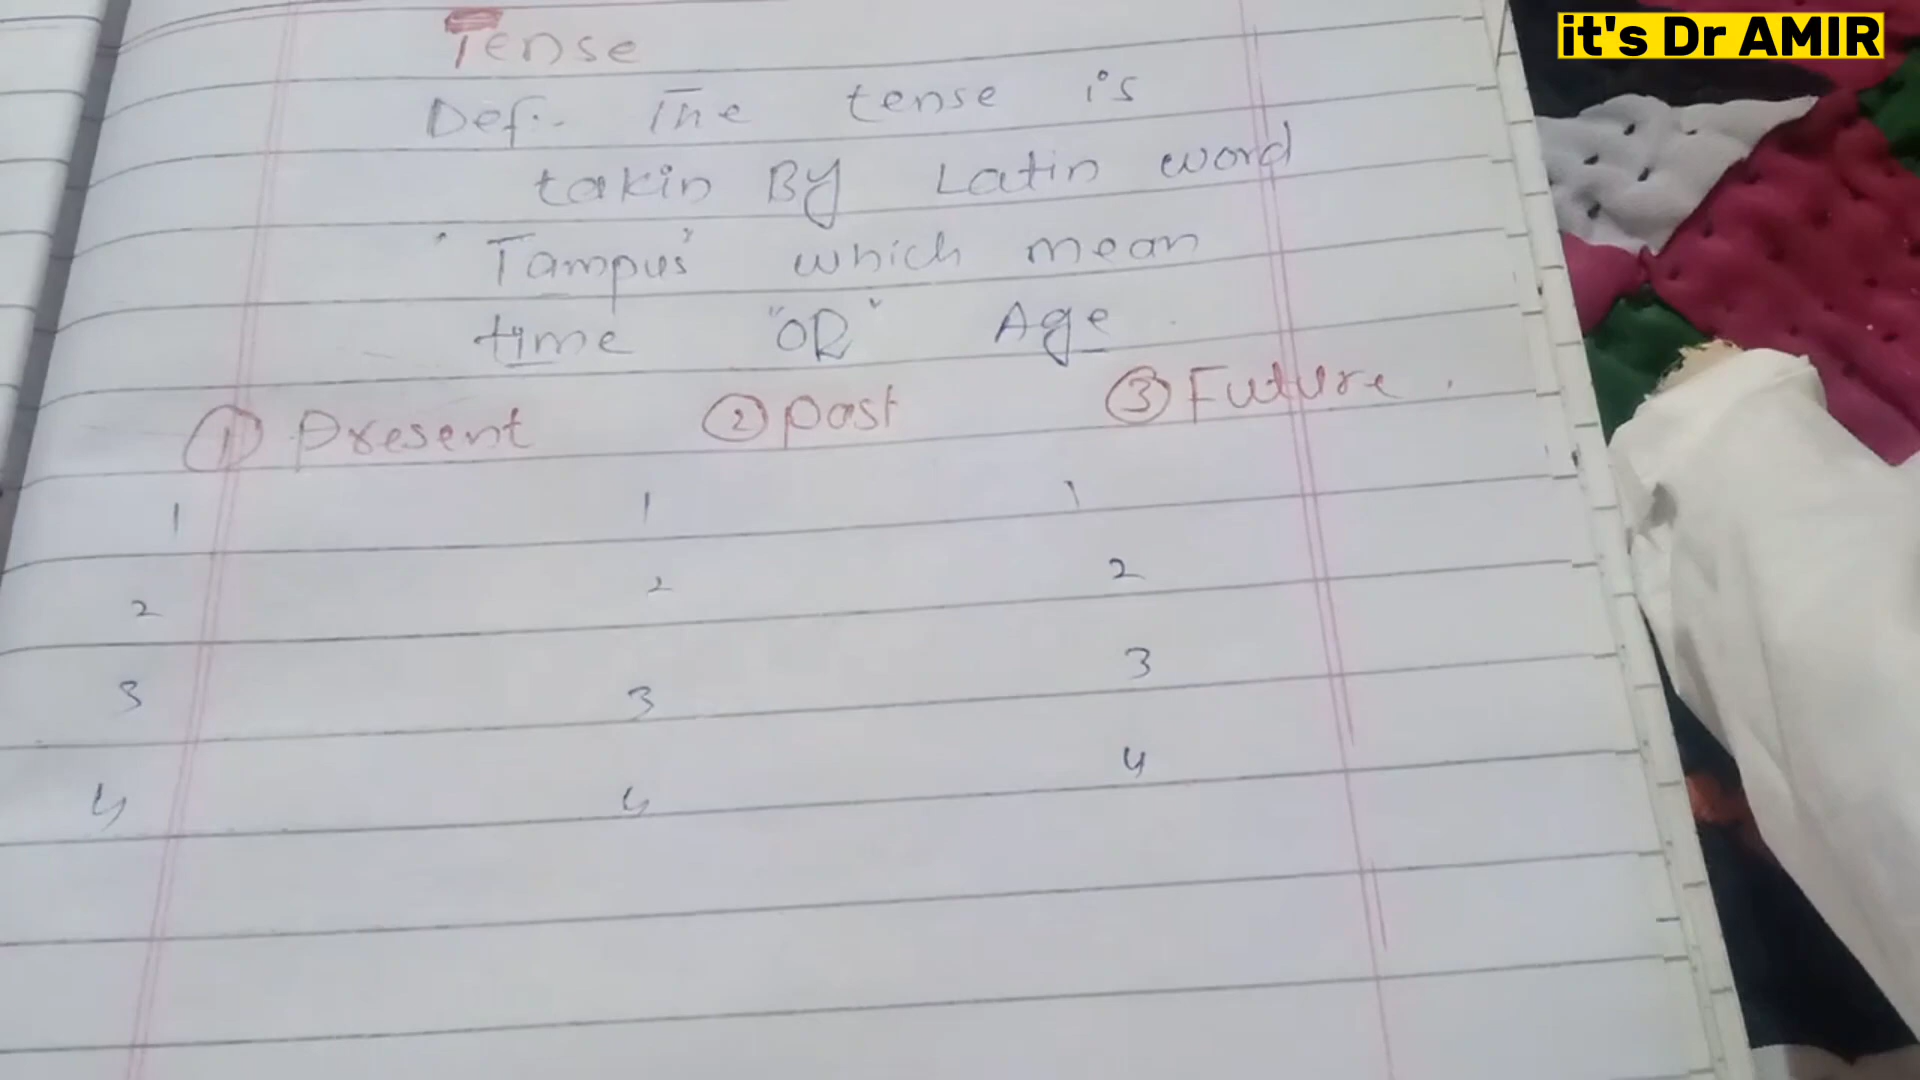 it's Dr AMIR
Tense
Def:- The tense is
takin By Latin word
"Tampus" which mean
time "OR" Age.
① Present ② past ③ Future.
1 1 1
2 2 2
3 3 3
4 4 4